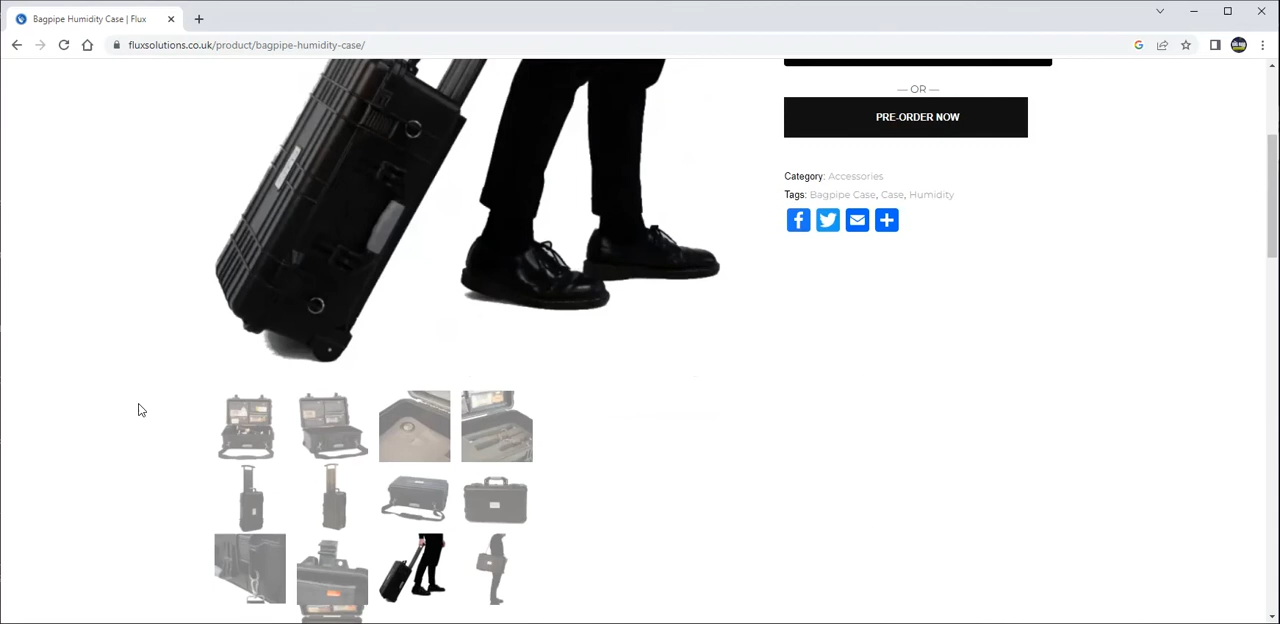 Bagpipe Humidity Case | Flux
fluxsolutions.co.uk/product/bagpipe-humidity-case/
— OR —
PRE-ORDER NOW
Category: Accessories
Tags: Bagpipe Case, Case, Humidity